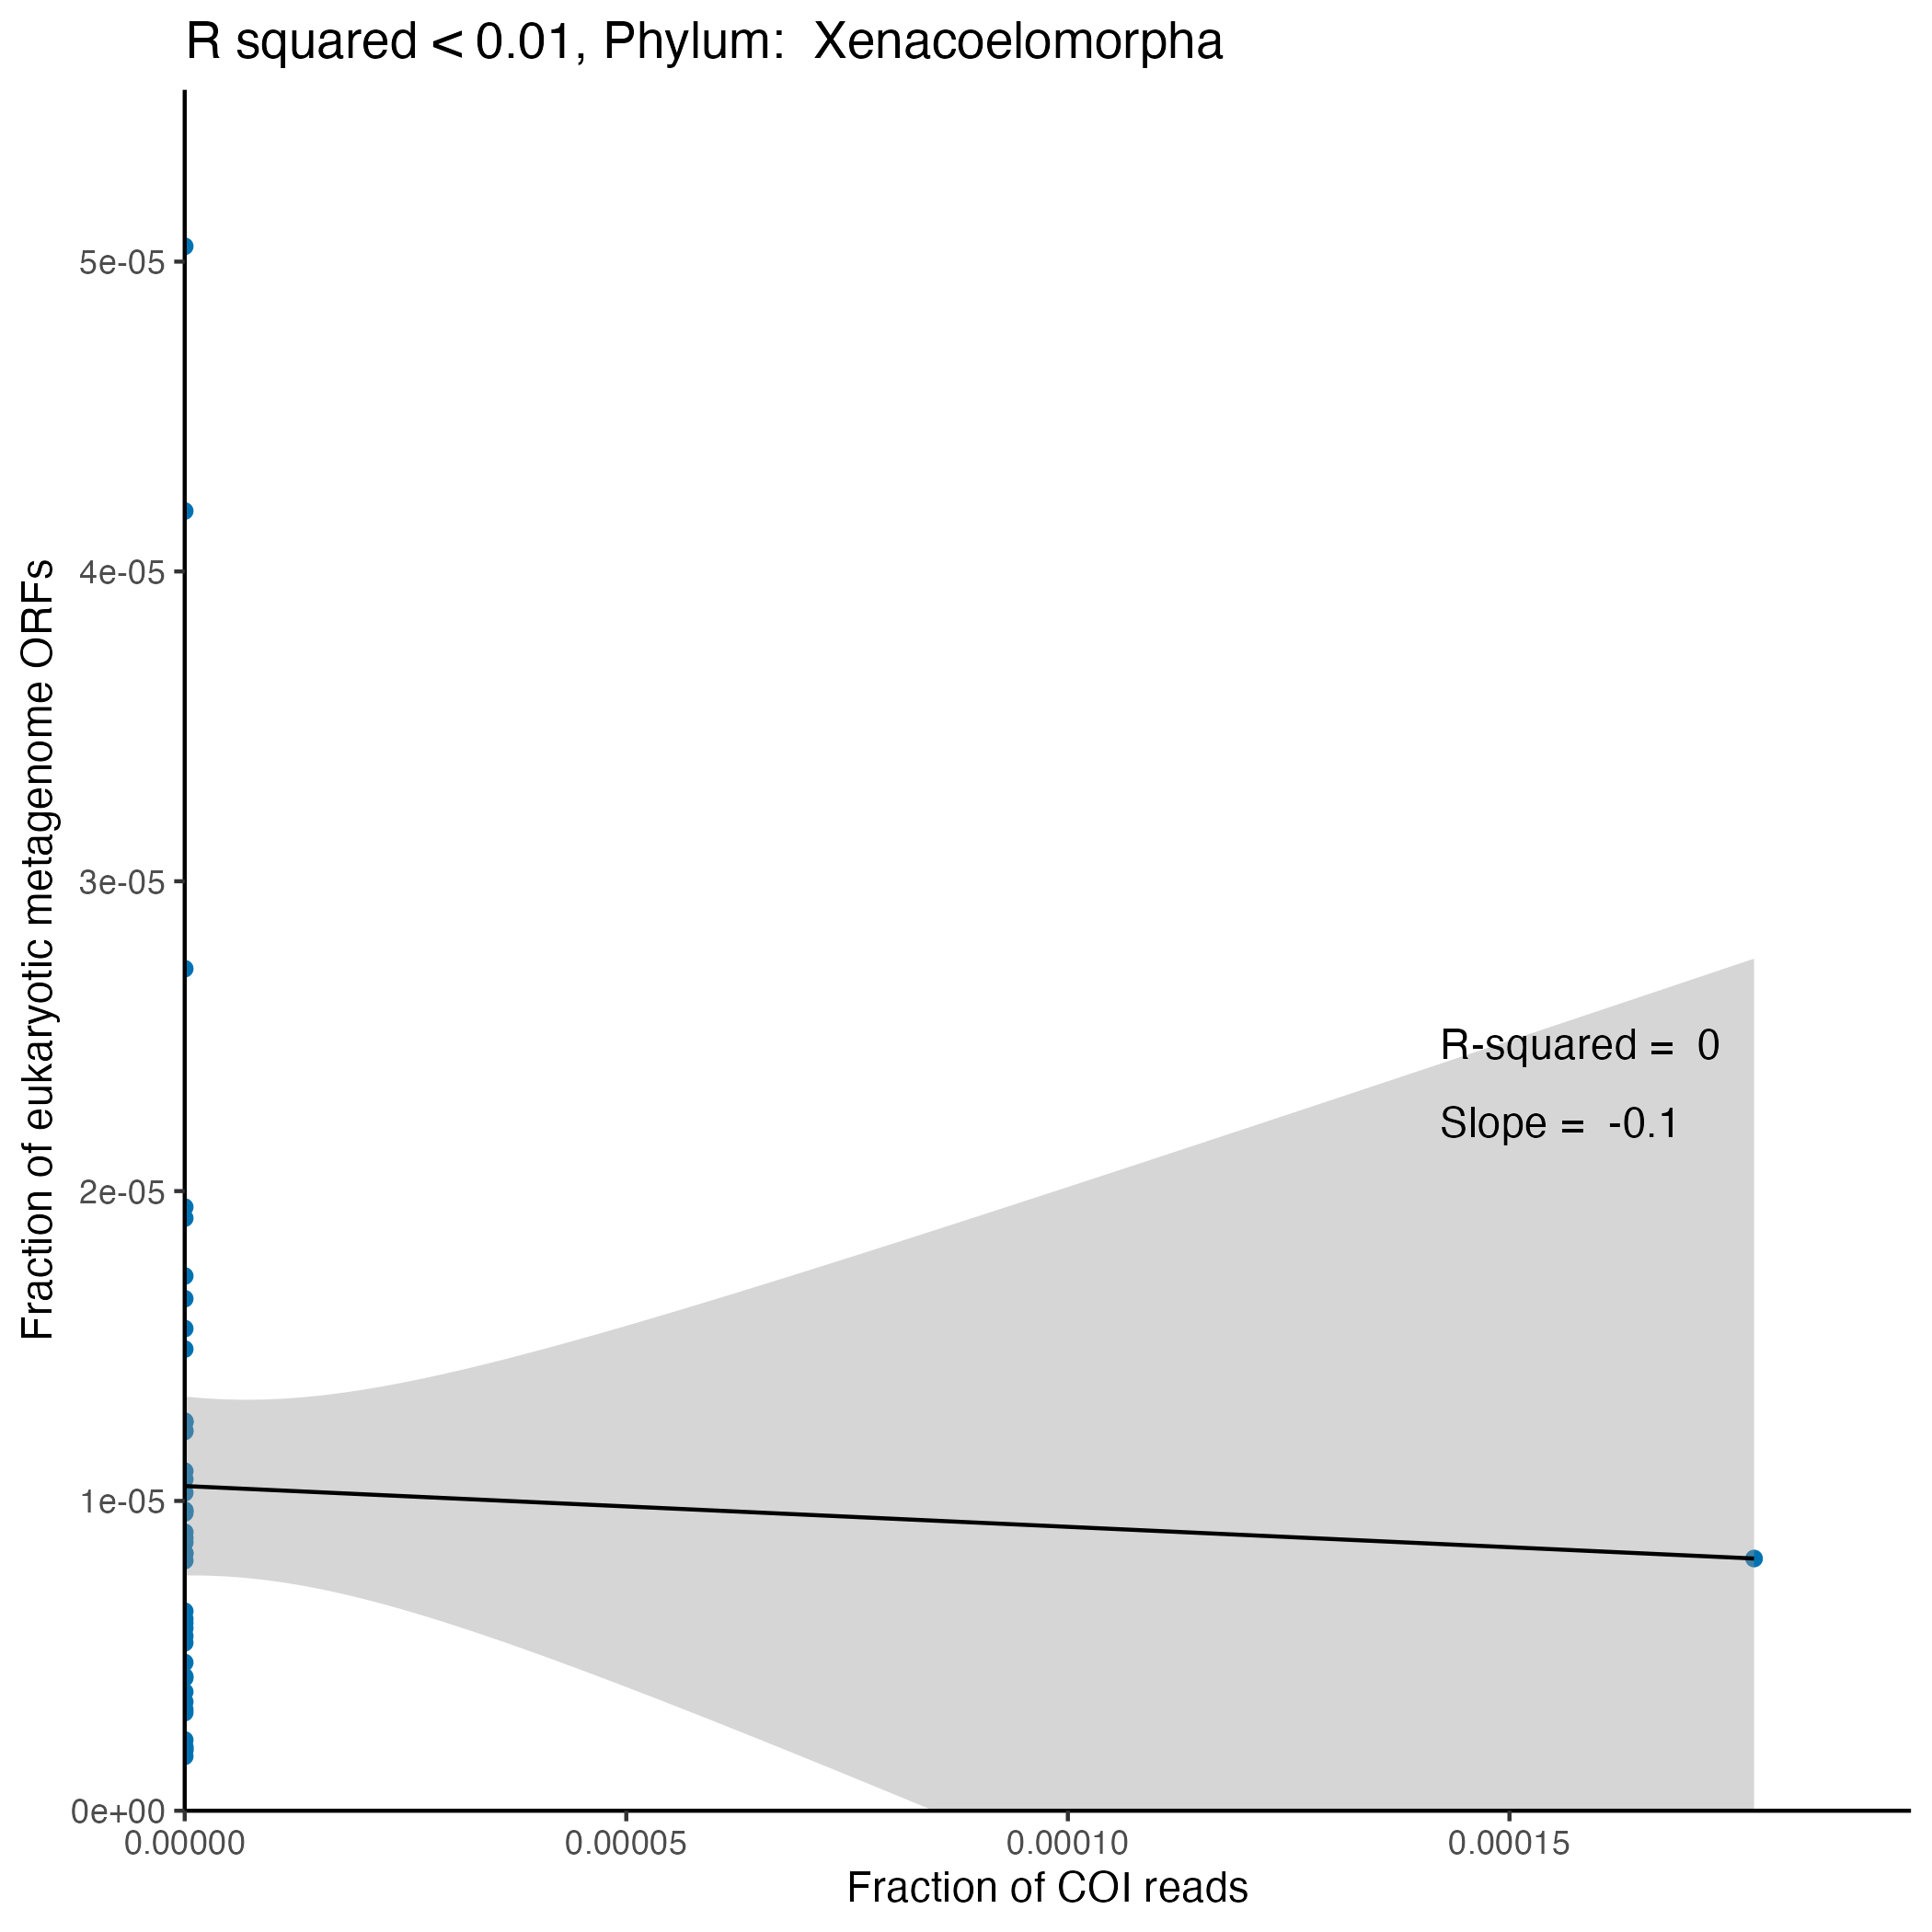 R squared < 0.01, Phylum:  Xenacoelomorpha
Fraction of eukaryotic metagenome ORFs
5e-05
4e-05
3e-05
2e-05
1e-05
0e+00
R-squared =  0
Slope =  -0.1
0.00000
0.00005
0.00010
0.00015
Fraction of COI reads